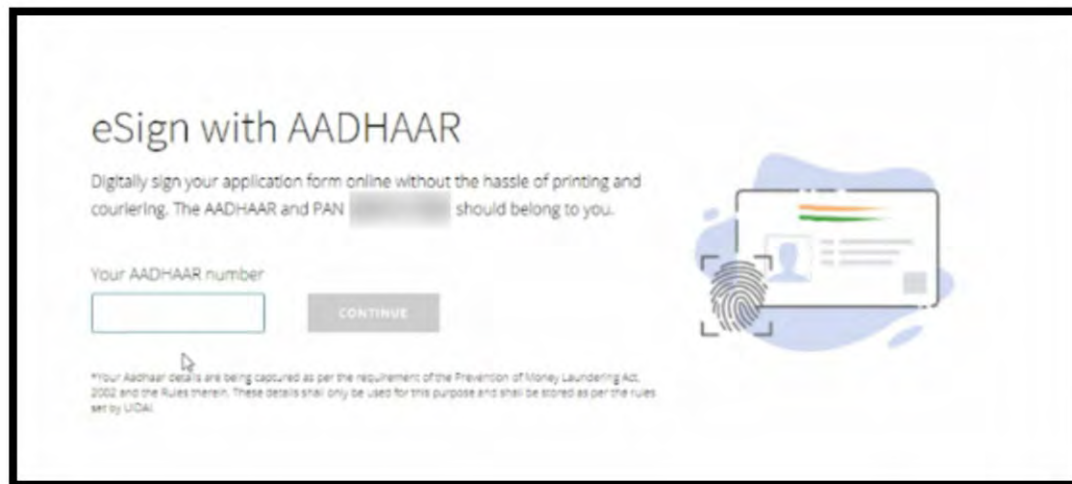 eSign with AADHAAR
Digitally sign your application form online without the hassle of printing and
couriering. The AADHAAR and PAN should belong to you.
Your AADHAAR number
CONTINUE
*Your Aadhaar details are being captured as per the requirement of the Prevention of Money Laundering Act,
2002 and the Rules therein. These details shall only be used for this purpose and shall be stored as per the rules
set by UIDAI.